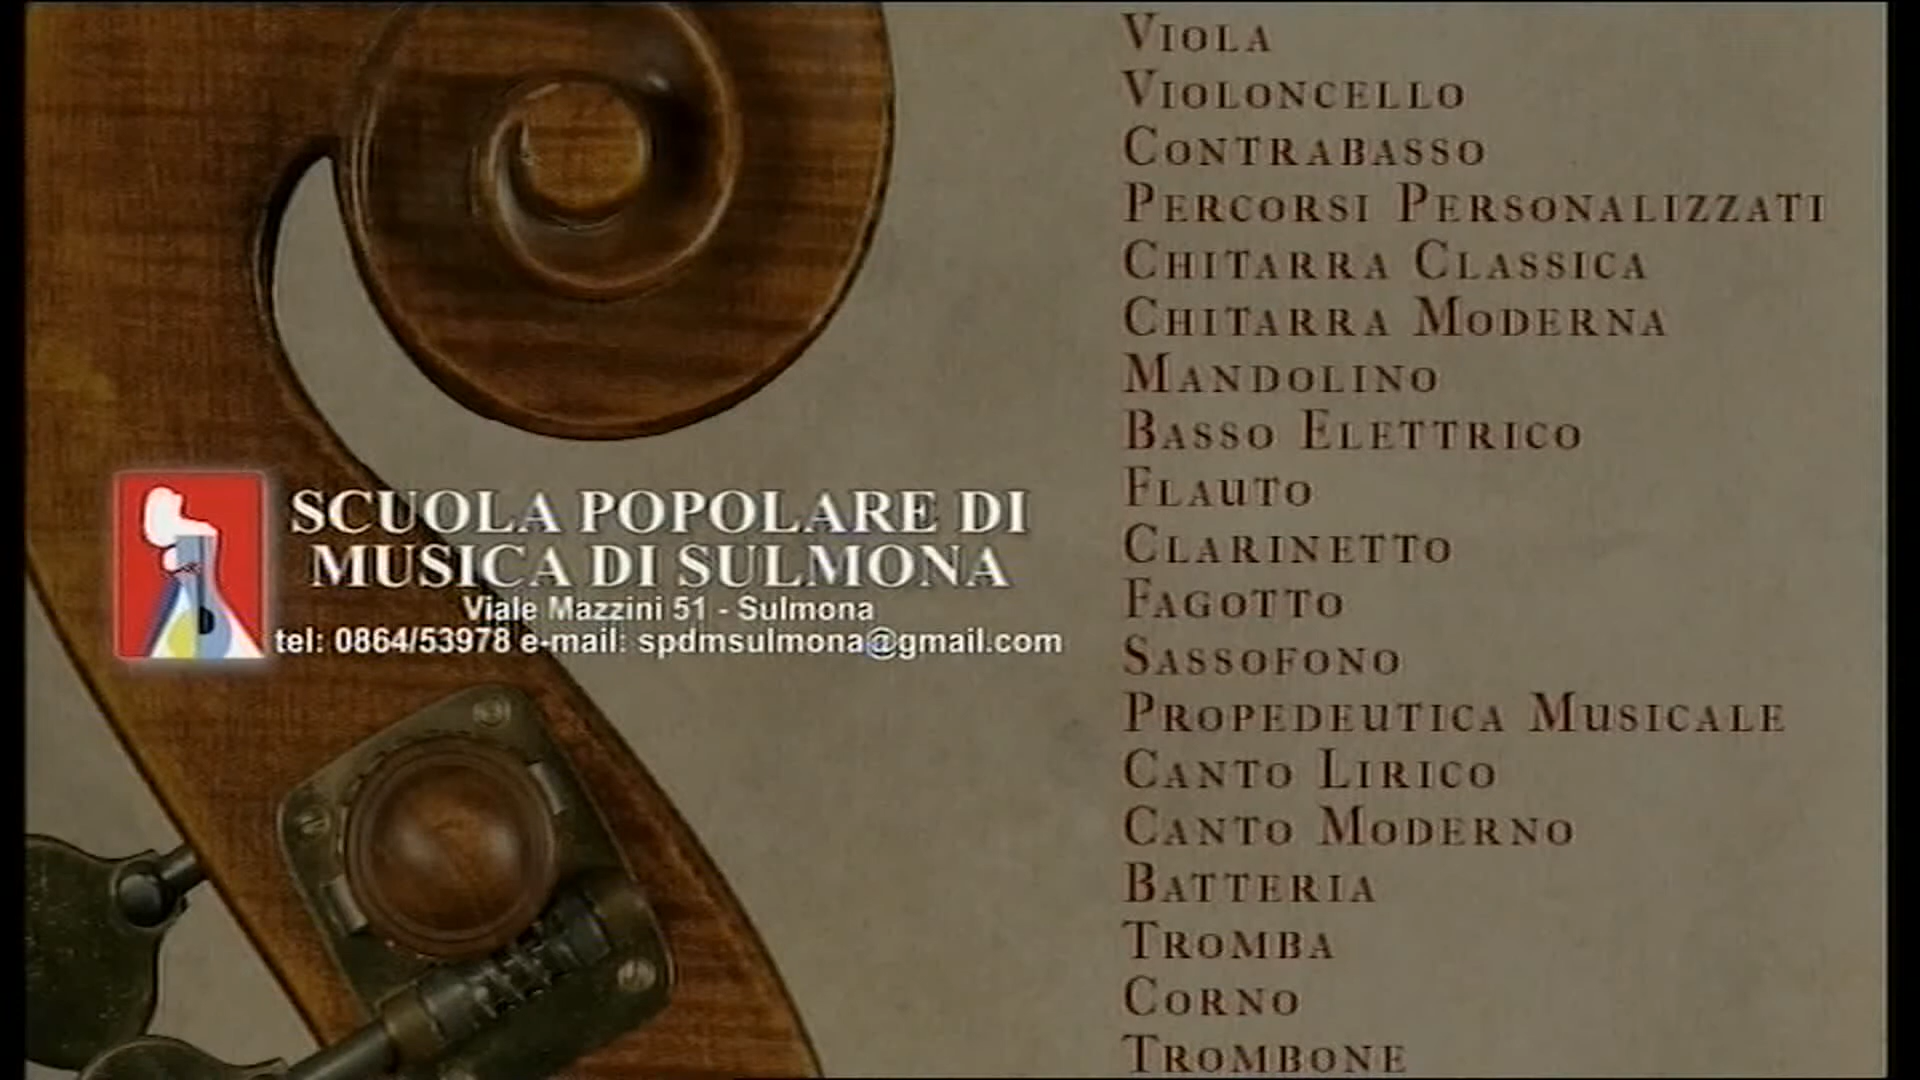 SCUOLA POPOLARE DI
MUSICA DI SULMONA
Viale Mazzini 51 - Sulmona
tel: 0864/53978 e-mail: spdmsulmona@gmail.com
VIOLA
VIOLONCELLO
CONTRABASSO
PERCORSI PERSONALIZZATI
CHITARRA CLASSICA
CHITARRA MODERNA
MANDOLINO
BASSO ELETTRICO
FLAUTO
CLARINETTO
FAGOTTO
SASSOFONO
PROPEDEUTICA MUSICALE
CANTO LIRICO
CANTO MODERNO
BATTERIA
TROMBA
CORNO
TROMBONE